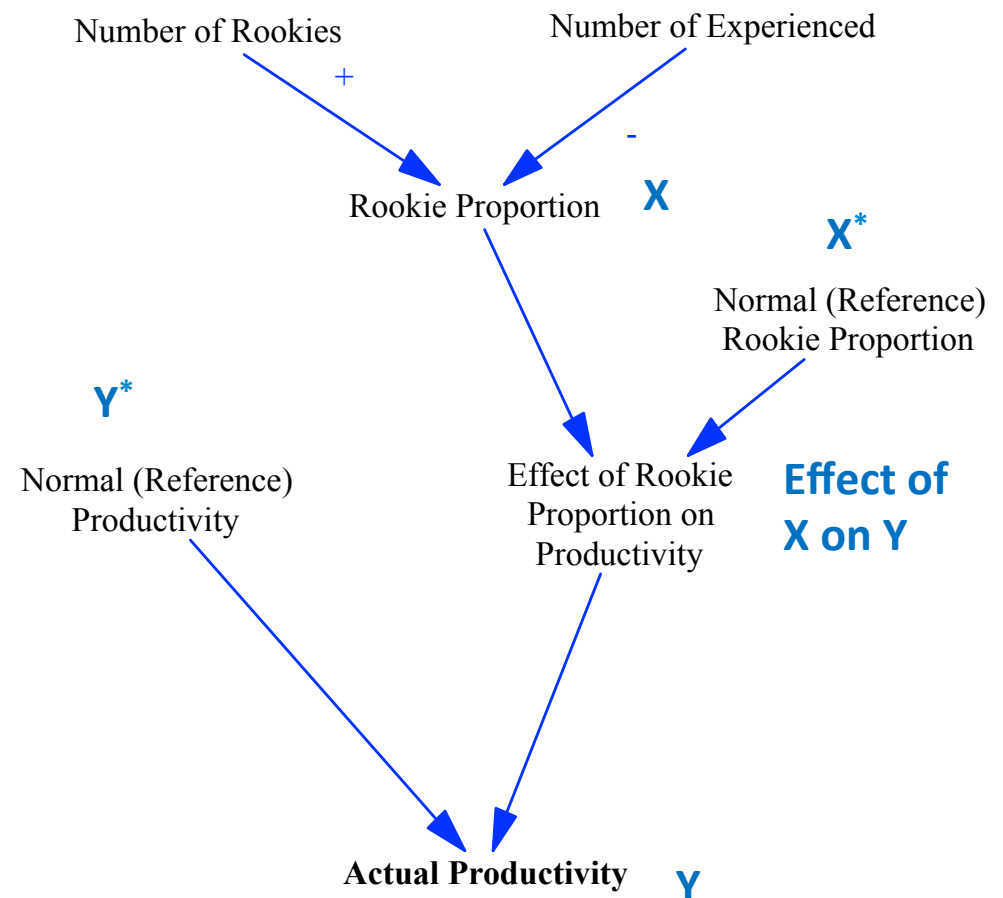 Number of Rookies
Number of Experienced
+
-
Rookie Proportion
X
X*
Normal (Reference)
Rookie Proportion
Y*
Normal (Reference)
Productivity
Effect of Rookie
Proportion on
Productivity
Effect of
X on Y
Actual Productivity
Y